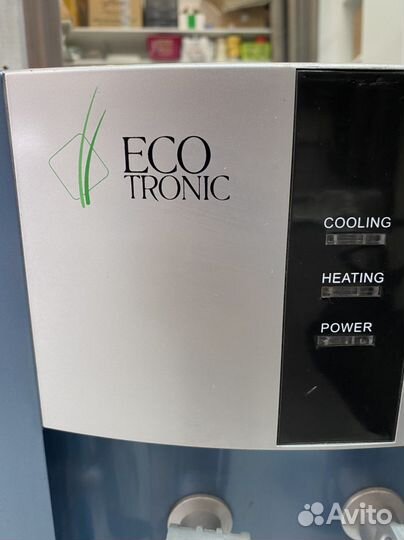 ECO
TRONIC
COOLING
HEATING
POWER
Avito